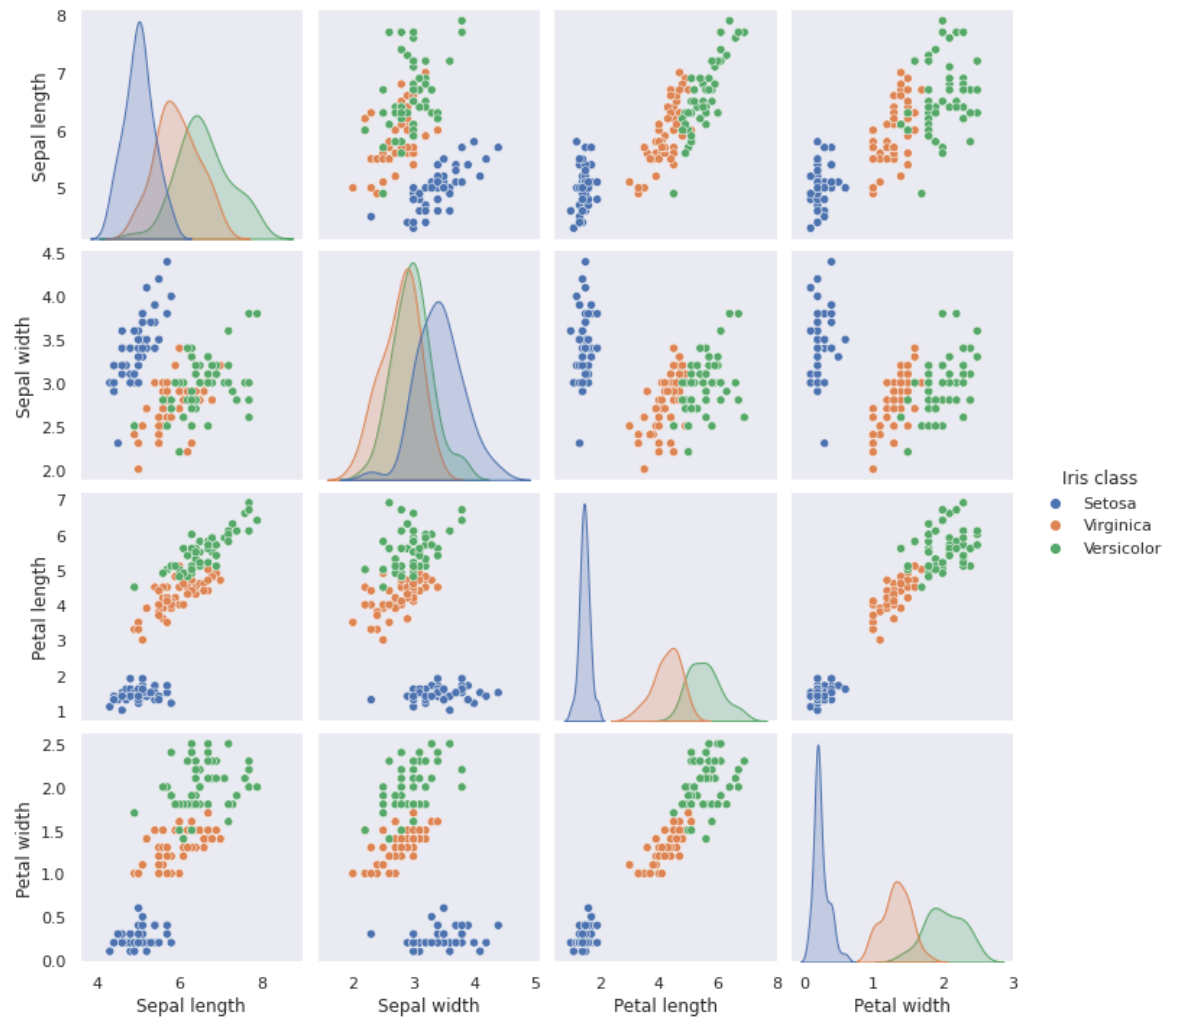 8
7
6
5
Sepal length
4.5
4.0
3.5
3.0
2.5
2.0
Sepal width
7
6
5
4
3
2
1
Petal length
2.5
2.0
1.5
1.0
0.5
0.0
Petal width
4 6 8
Sepal length
2 3 4 5
Sepal width
2 4 6 8
Petal length
0 1 2 3
Petal width
Iris class
Setosa
Virginica
Versicolor